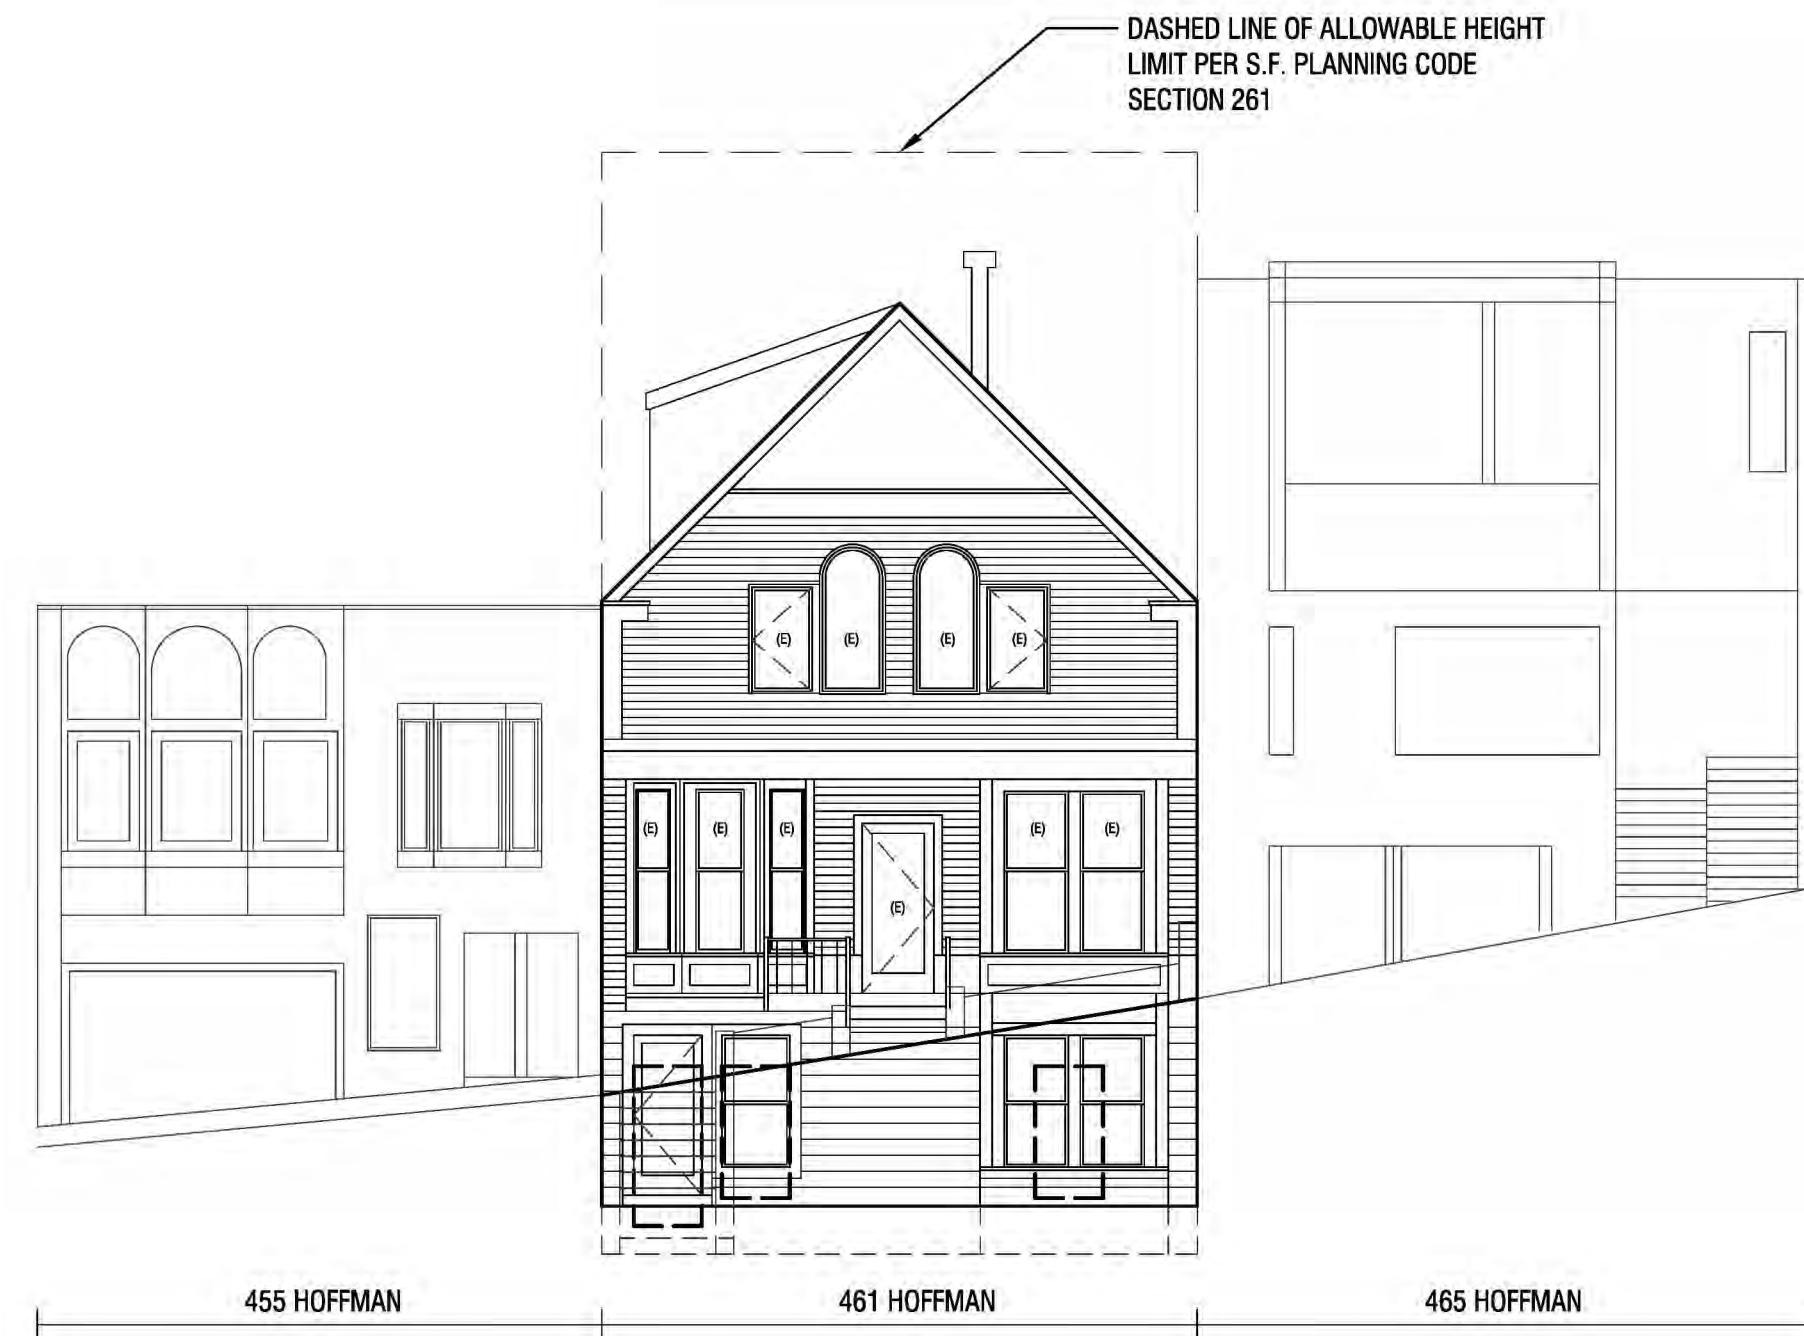 DASHED LINE OF ALLOWABLE HEIGHT
LIMIT PER S.F. PLANNING CODE
SECTION 261
(E) (E) (E) (E)
(E) (E) (E) (E) (E)
(E)
455 HOFFMAN 461 HOFFMAN 465 HOFFMAN